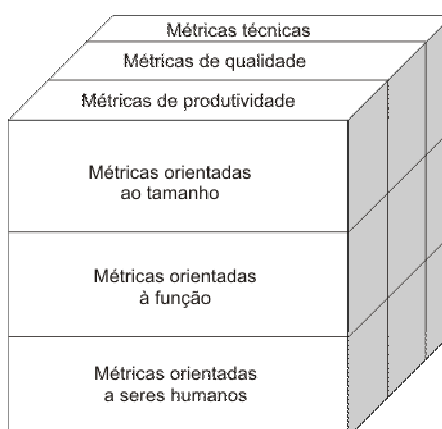 Métricas técnicas
Métricas de qualidade
Métricas de produtividade
Métricas orientadas
ao tamanho
Métricas orientadas
à função
Métricas orientadas
a seres humanos